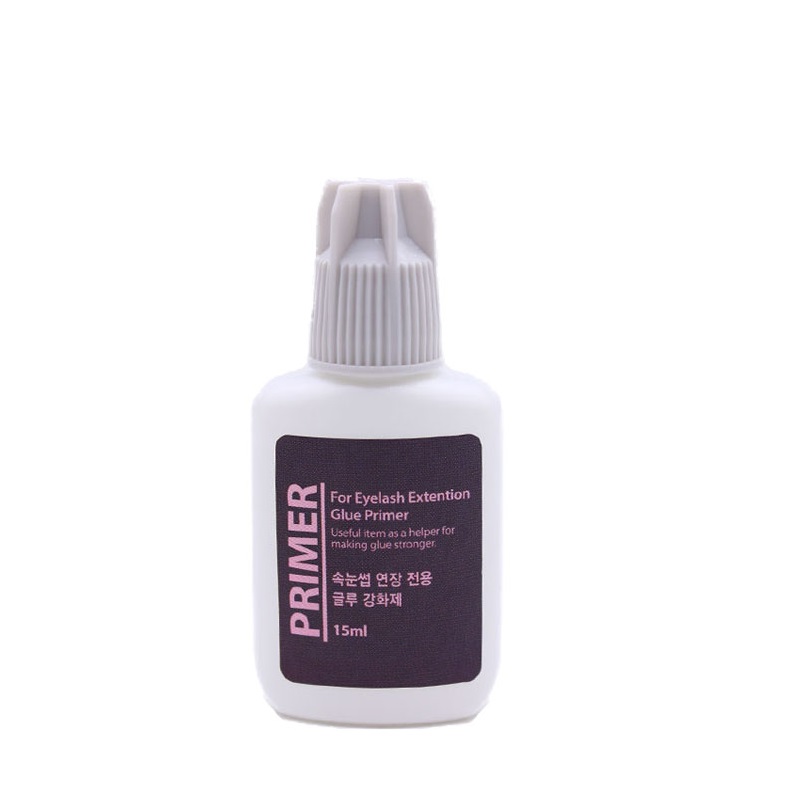 PRIMER
For Eyelash Extention
Glue Primer
Useful item as a helper for
making glue stronger.
속눈썹 연장 전용
글루 강화제
15ml